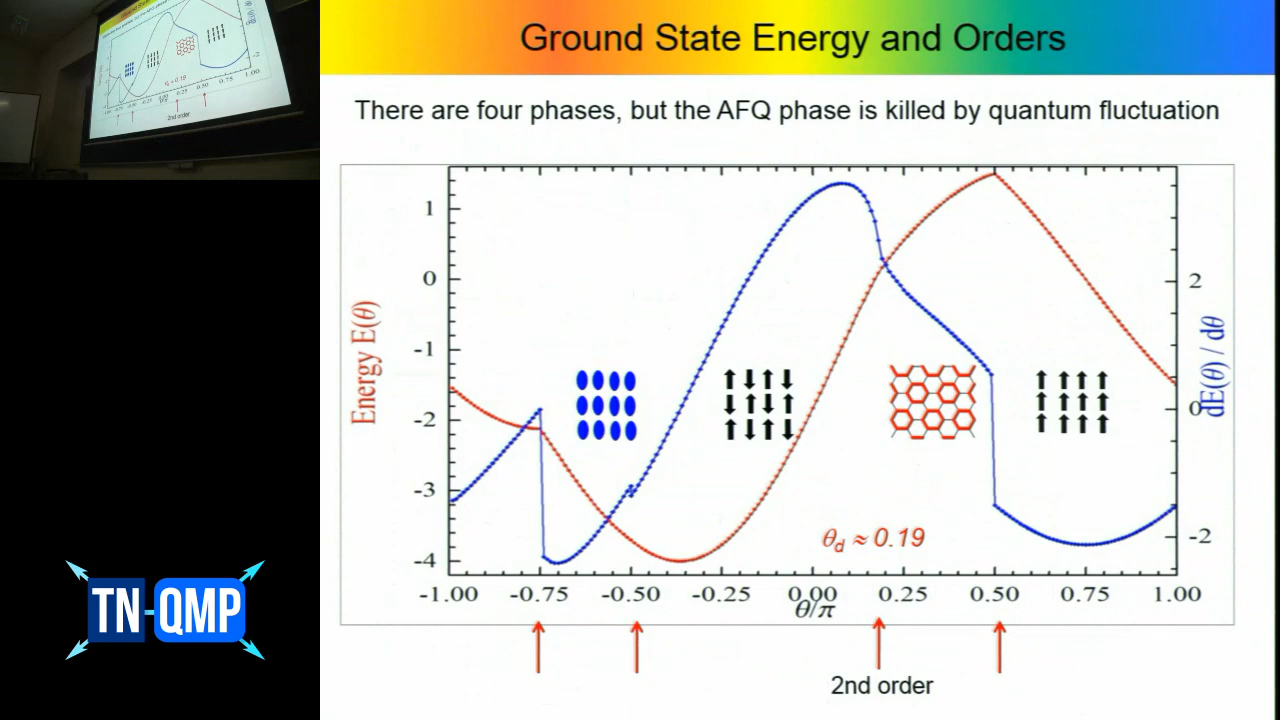 Ground State Energy and Orders
There are four phases, but the AFQ phase is killed by quantum fluctuation
Energy E(θ)
1
0
-1
-2
-3
-4
2
0
-2
dE(θ) / dθ
θ_d ≈ 0.19
-1.00 -0.75 -0.50 -0.25 0.00 0.25 0.50 0.75 1.00
θ/π
2nd order
TN-QMP